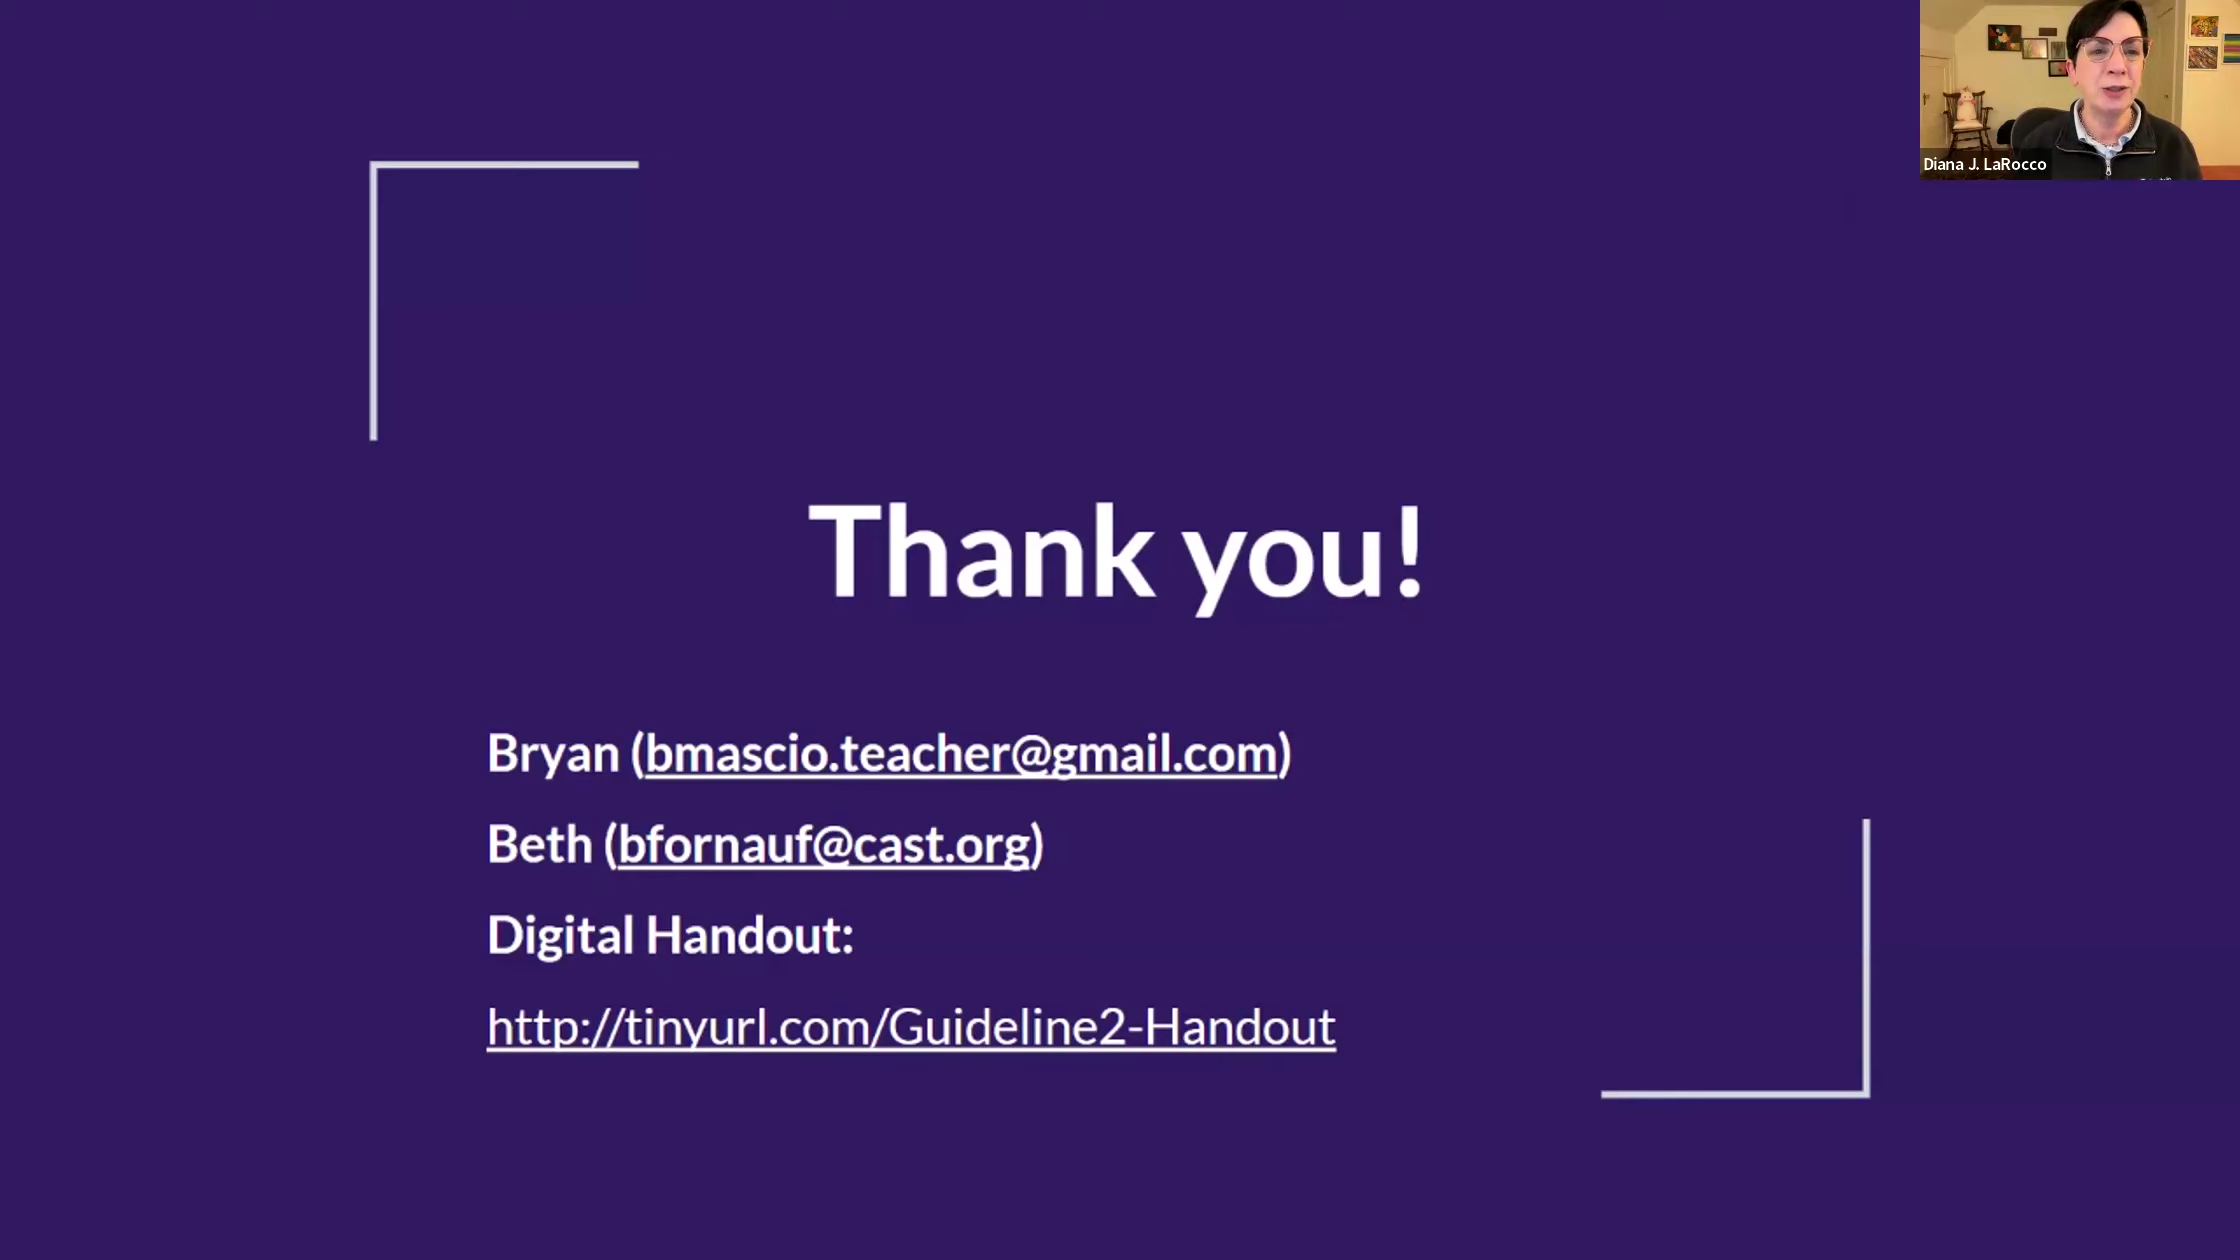 Diana J. LaRocco
Thank you!
Bryan (bmascio.teacher@gmail.com)
Beth (bfornauf@cast.org)
Digital Handout:
http://tinyurl.com/Guideline2-Handout